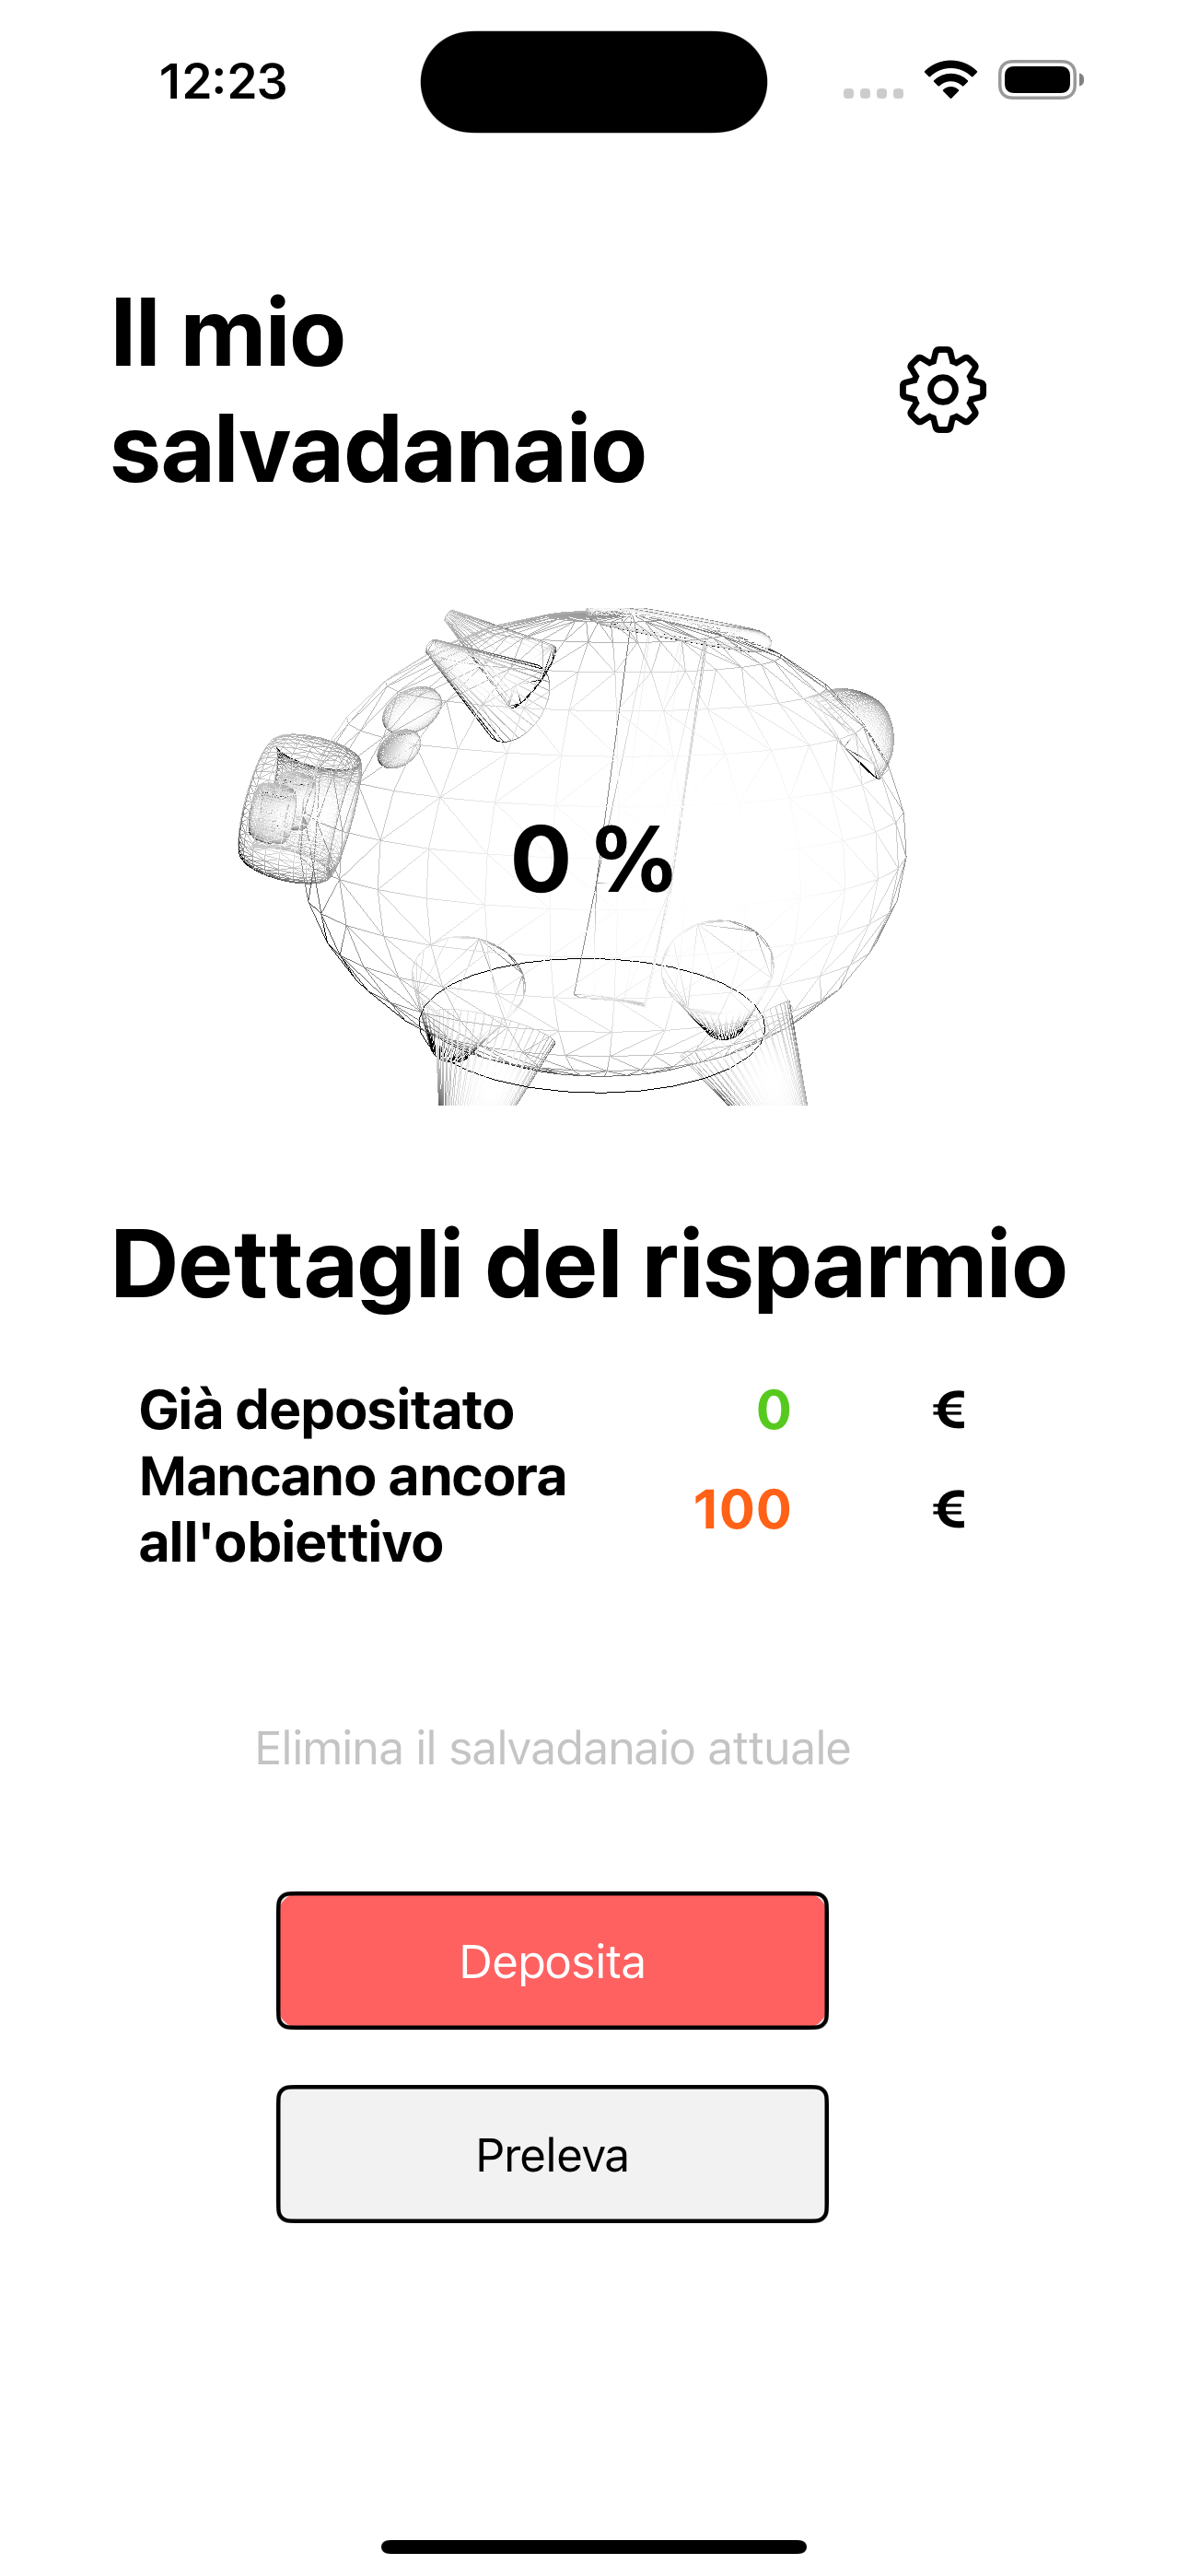 12:23
Il mio
salvadanaio
0 %
Dettagli del risparmio
Già depositato 0 €
Mancano ancora
all'obiettivo 100 €
Elimina il salvadanaio attuale
Deposita
Preleva